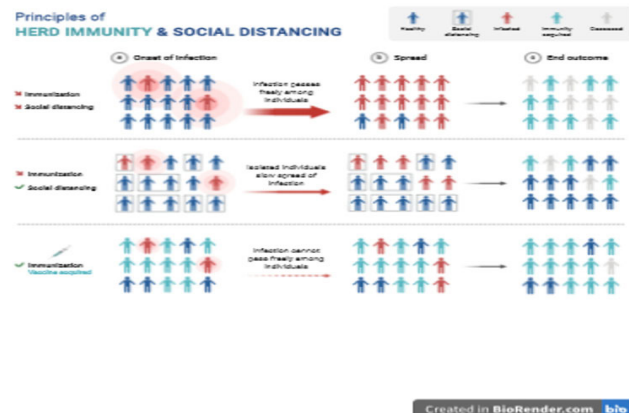 Principles of
HERD IMMUNITY & SOCIAL DISTANCING
Healthy
Social
distancing
Infected
Immunity
acquired
Deceased
a Onset of Infection
b Spread
c End outcome
Immunization
Social distancing
Infection passes
freely among
individuals
Immunization
Social distancing
Isolated individuals
slow spread of
infection
Immunization
Vaccine acquired
Infection cannot
pass freely among
individuals
Created in BioRender.com bio